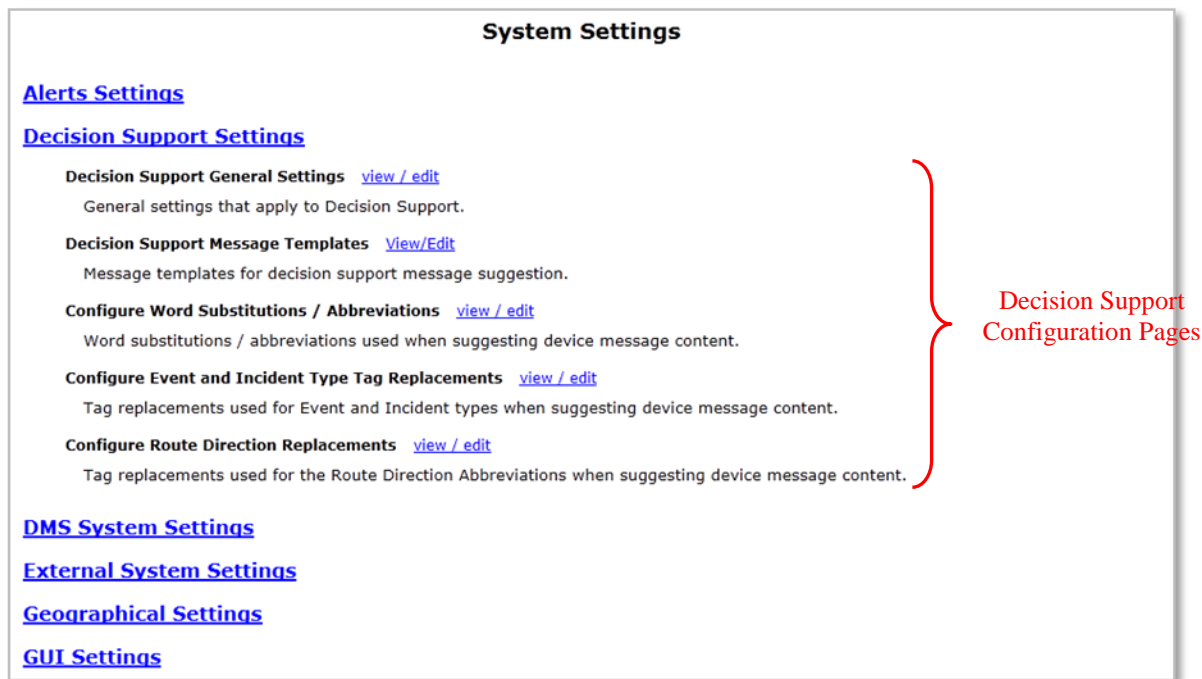 System Settings
Alerts Settings
Decision Support Settings
Decision Support General Settings view / edit
General settings that apply to Decision Support.
Decision Support Message Templates View/Edit
Message templates for decision support message suggestion.
Configure Word Substitutions / Abbreviations view / edit
Word substitutions / abbreviations used when suggesting device message content.
Configure Event and Incident Type Tag Replacements view / edit
Tag replacements used for Event and Incident types when suggesting device message content.
Configure Route Direction Replacements view / edit
Tag replacements used for the Route Direction Abbreviations when suggesting device message content.
Decision Support
Configuration Pages
DMS System Settings
External System Settings
Geographical Settings
GUI Settings